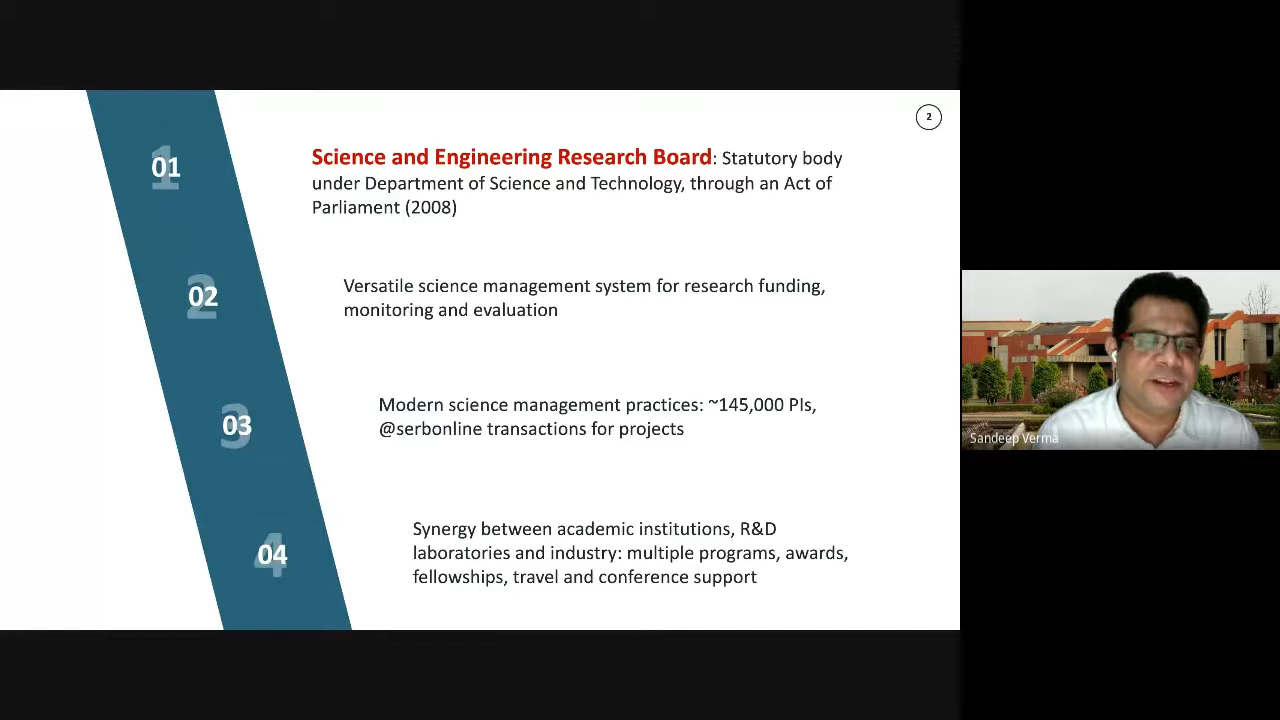 2
01
Science and Engineering Research Board: Statutory body
under Department of Science and Technology, through an Act of
Parliament (2008)
02
Versatile science management system for research funding,
monitoring and evaluation
03
Modern science management practices: ~145,000 PIs,
@serbonline transactions for projects
04
Synergy between academic institutions, R&D
laboratories and industry: multiple programs, awards,
fellowships, travel and conference support
Sandeep Verma